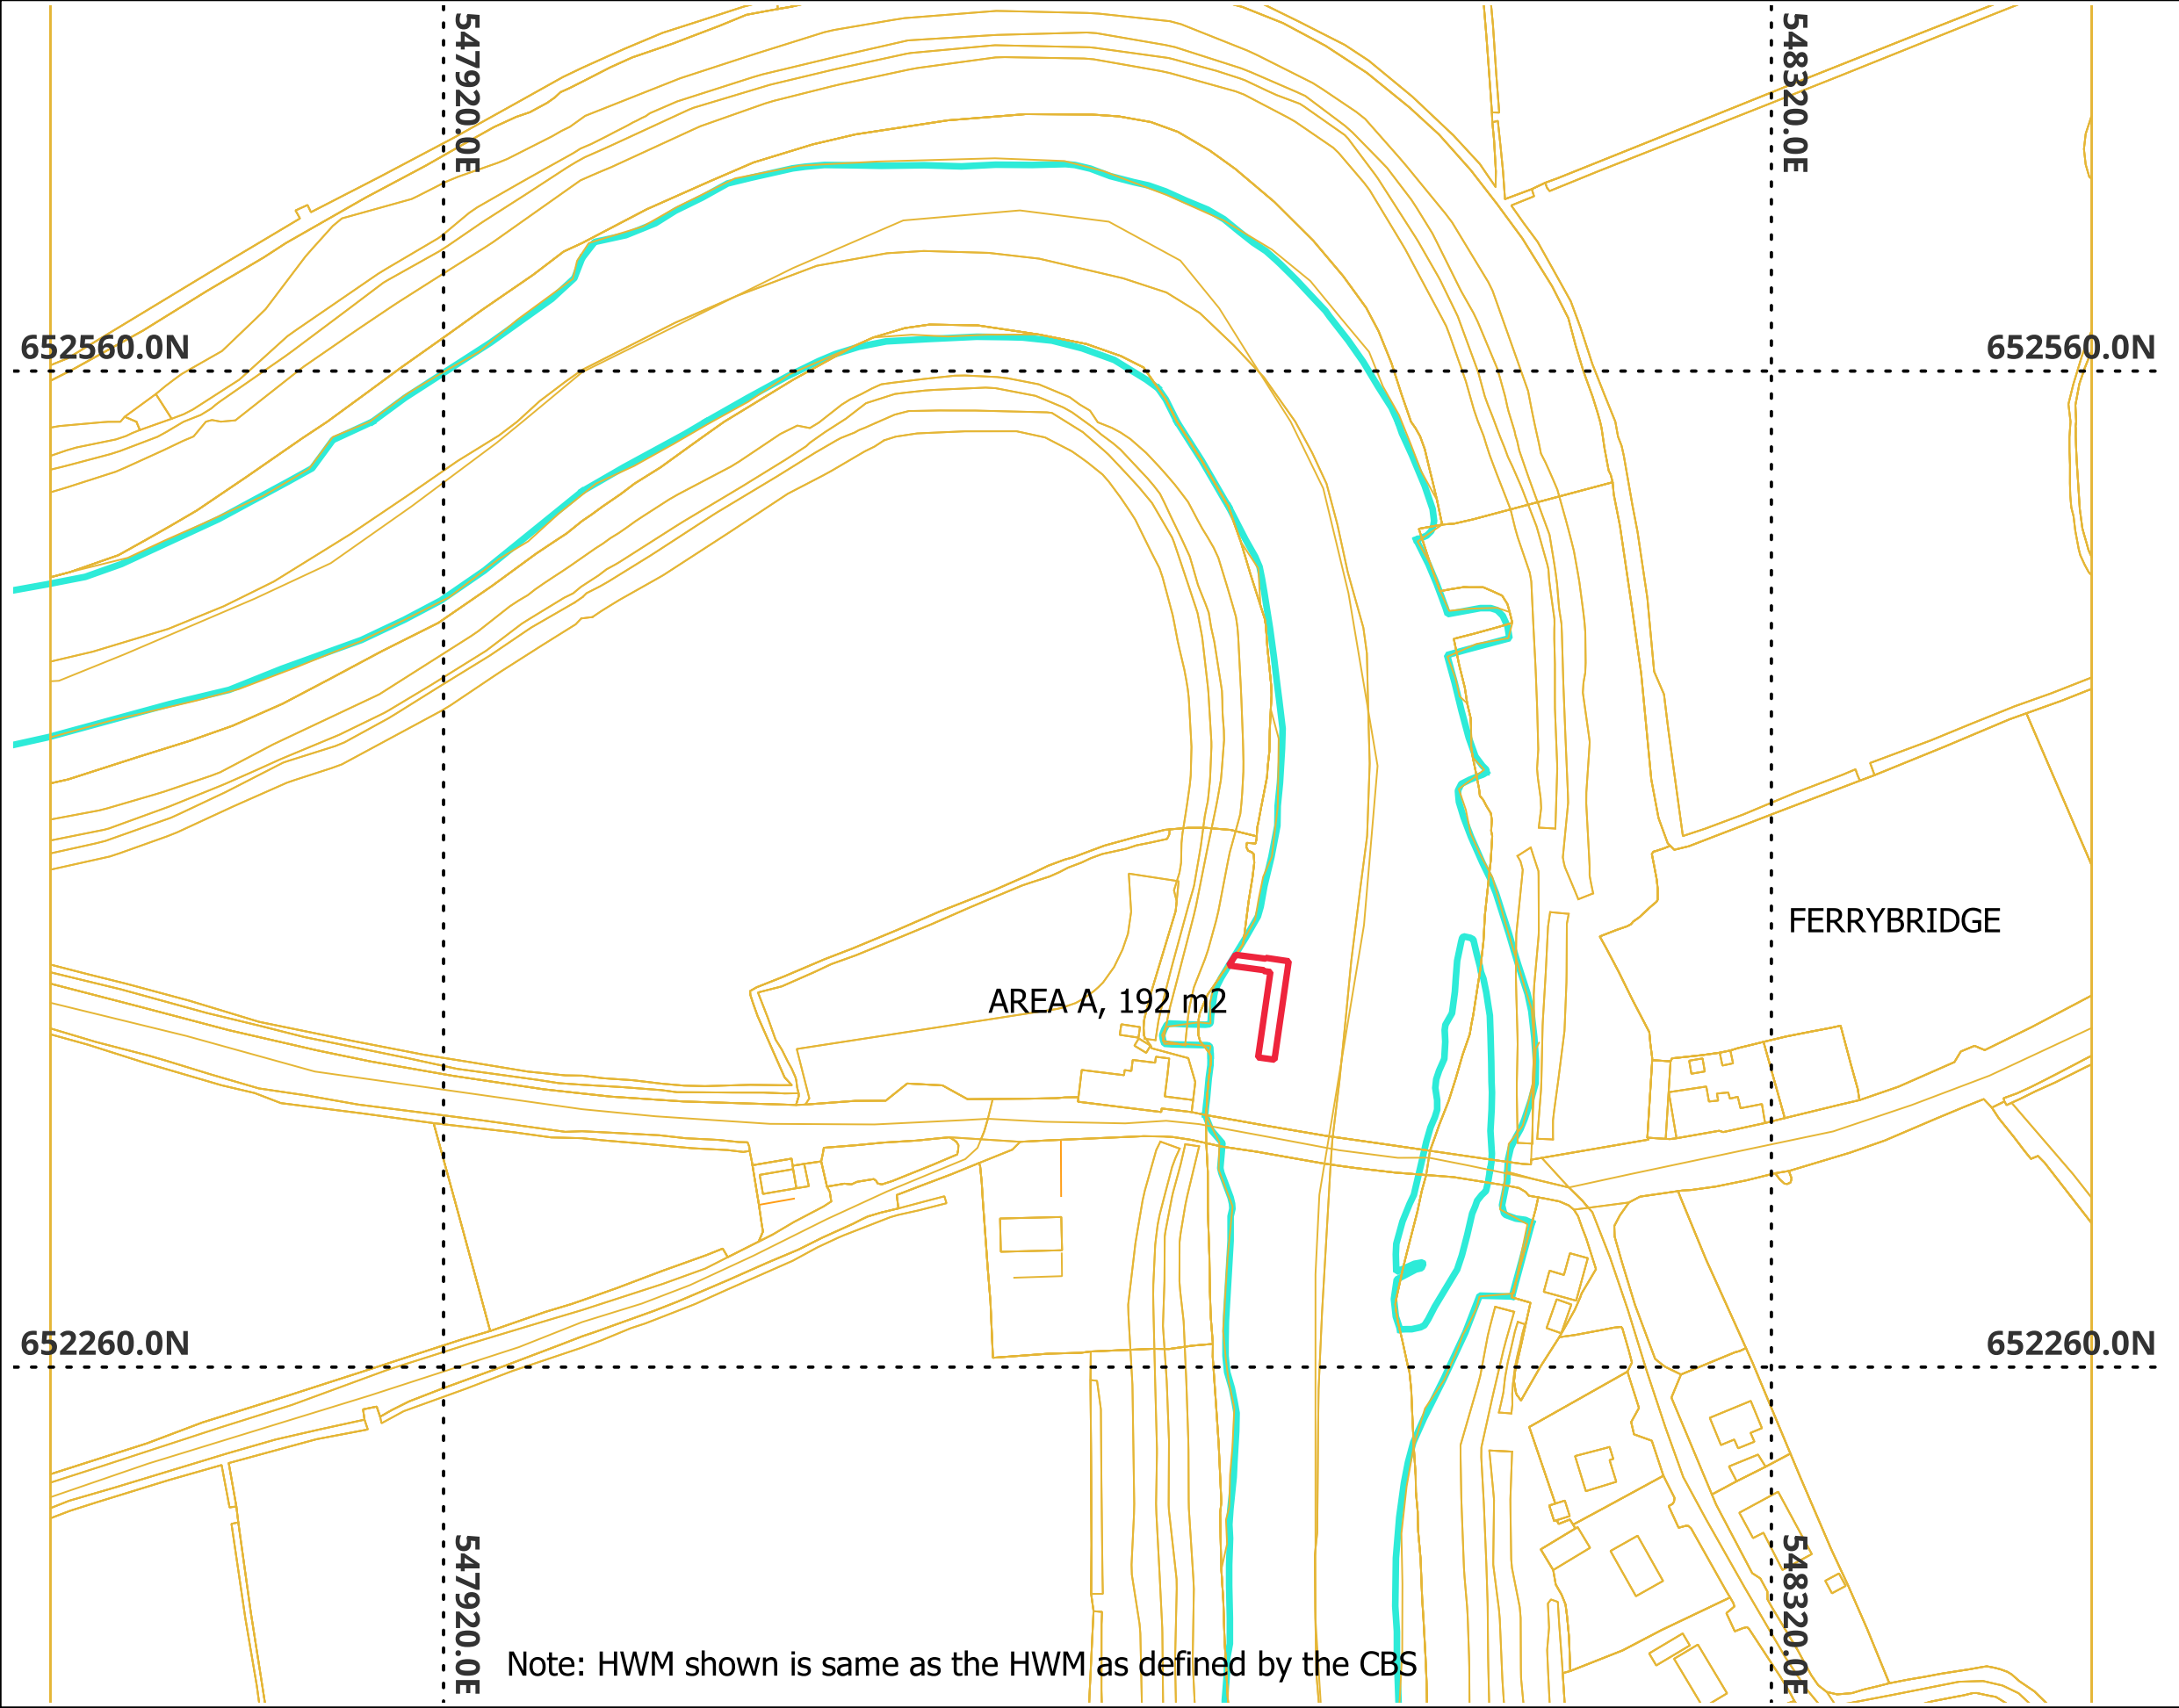 547920.0E
548320.0E
652560.0N
652560.0N
FERRYBRIDGE
AREA A, 192 m2
652260.0N
652260.0N
547920.0E
548320.0E
Note: HWM shown is same as the HWM as defined by the CBS